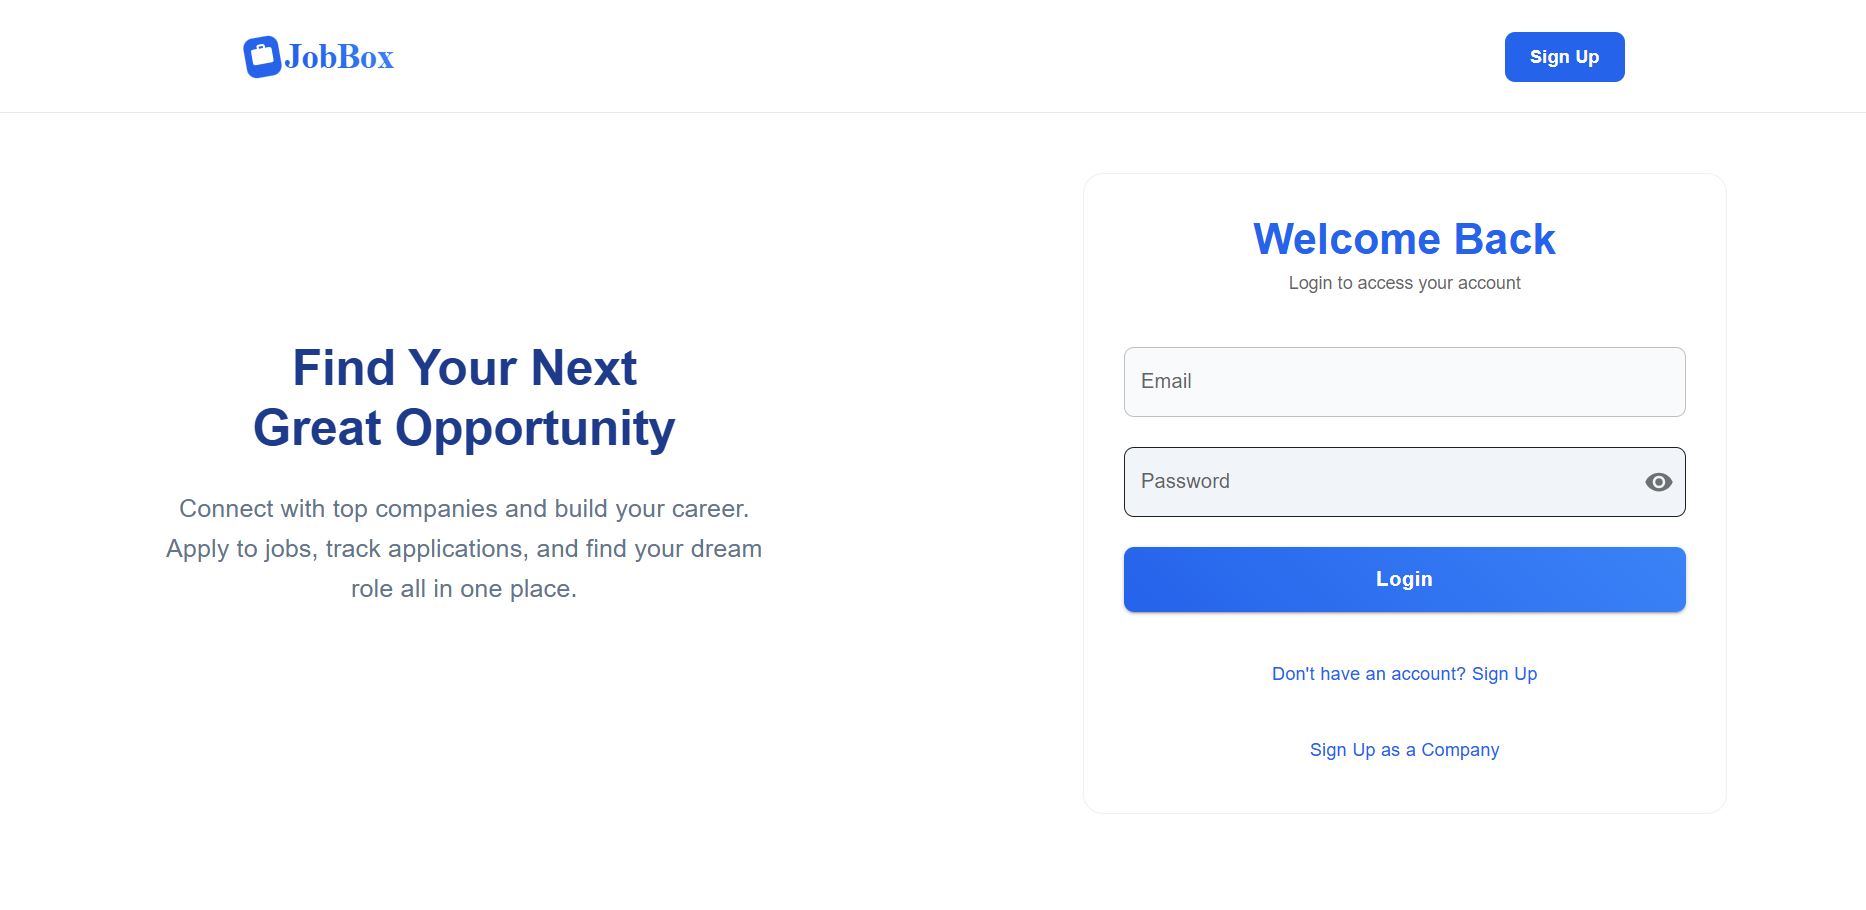 JobBox
Sign Up
Find Your Next
Great Opportunity
Connect with top companies and build your career.
Apply to jobs, track applications, and find your dream
role all in one place.
Welcome Back
Login to access your account
Email
Password
Login
Don't have an account? Sign Up
Sign Up as a Company